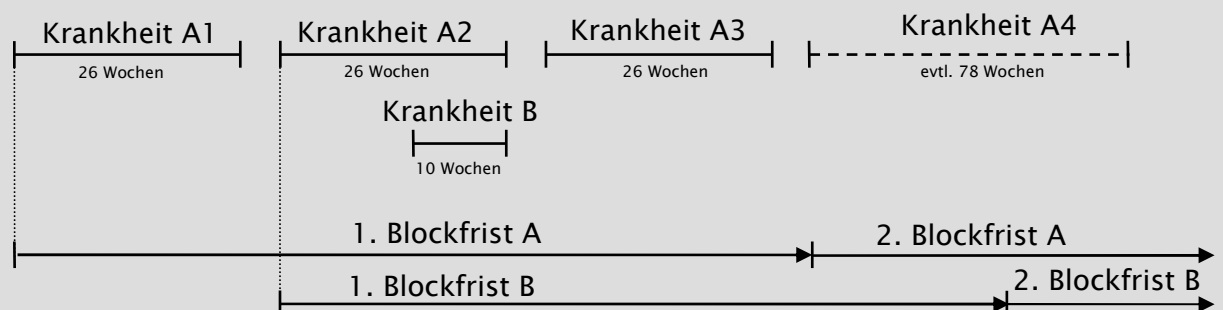 Krankheit A1
Krankheit A2
Krankheit A3
Krankheit A4
26 Wochen
26 Wochen
26 Wochen
evtl. 78 Wochen
Krankheit B
10 Wochen
1. Blockfrist A
2. Blockfrist A
1. Blockfrist B
2. Blockfrist B